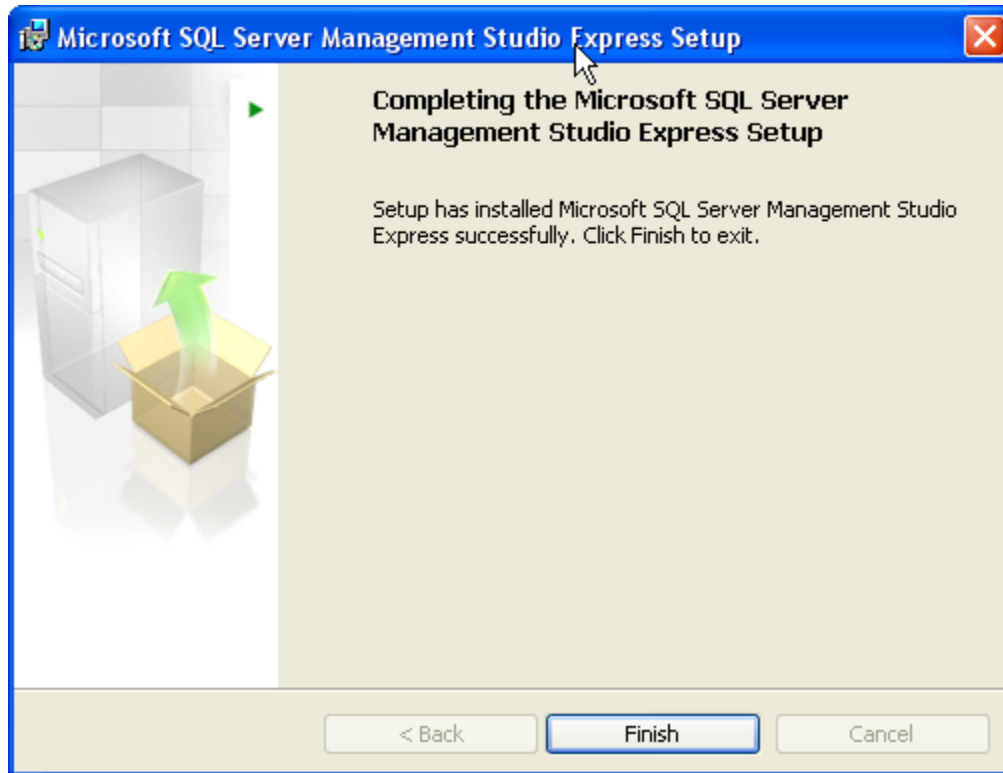 Microsoft SQL Server Management Studio Express Setup
Completing the Microsoft SQL Server
Management Studio Express Setup
Setup has installed Microsoft SQL Server Management Studio
Express successfully. Click Finish to exit.
< Back
Finish
Cancel